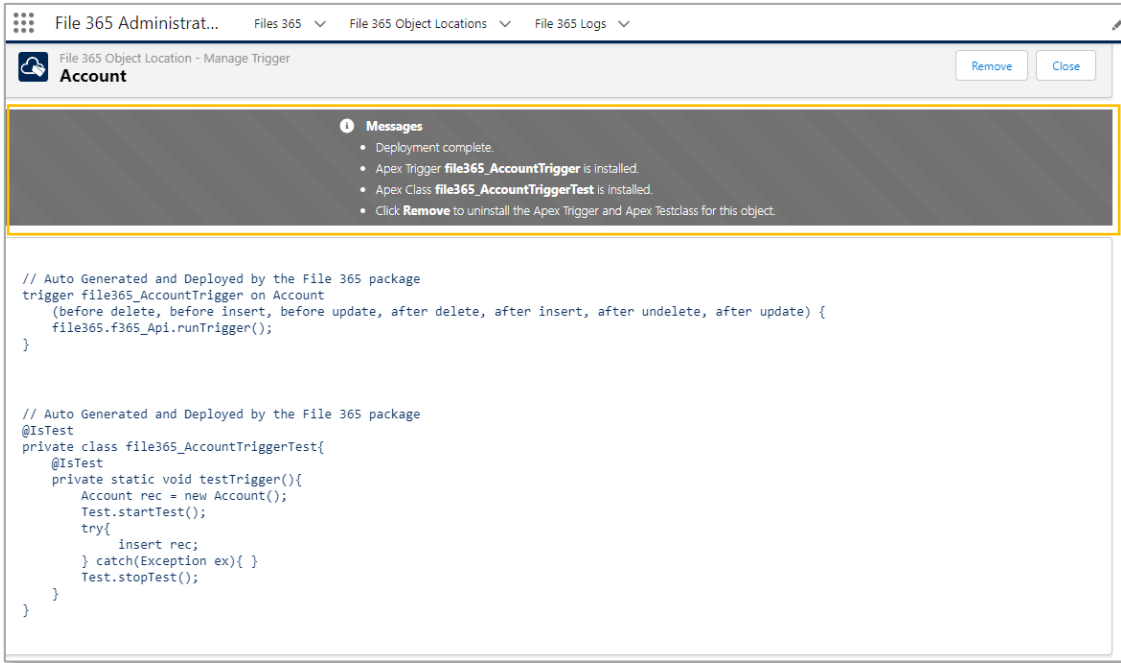 File 365 Administrat... Files 365 File 365 Object Locations File 365 Logs
File 365 Object Location - Manage Trigger
Account
Remove Close
Messages
• Deployment complete.
• Apex Trigger file365_AccountTrigger is installed.
• Apex Class file365_AccountTriggerTest is installed.
• Click Remove to uninstall the Apex Trigger and Apex Testclass for this object.
// Auto Generated and Deployed by the File 365 package
trigger file365_AccountTrigger on Account
    (before delete, before insert, before update, after delete, after insert, after undelete, after update) {
    file365.f365_Api.runTrigger();
}
// Auto Generated and Deployed by the File 365 package
@IsTest
private class file365_AccountTriggerTest{
    @IsTest
    private static void testTrigger(){
        Account rec = new Account();
        Test.startTest();
        try{
             insert rec;
        } catch(Exception ex){ }
        Test.stopTest();
    }
}